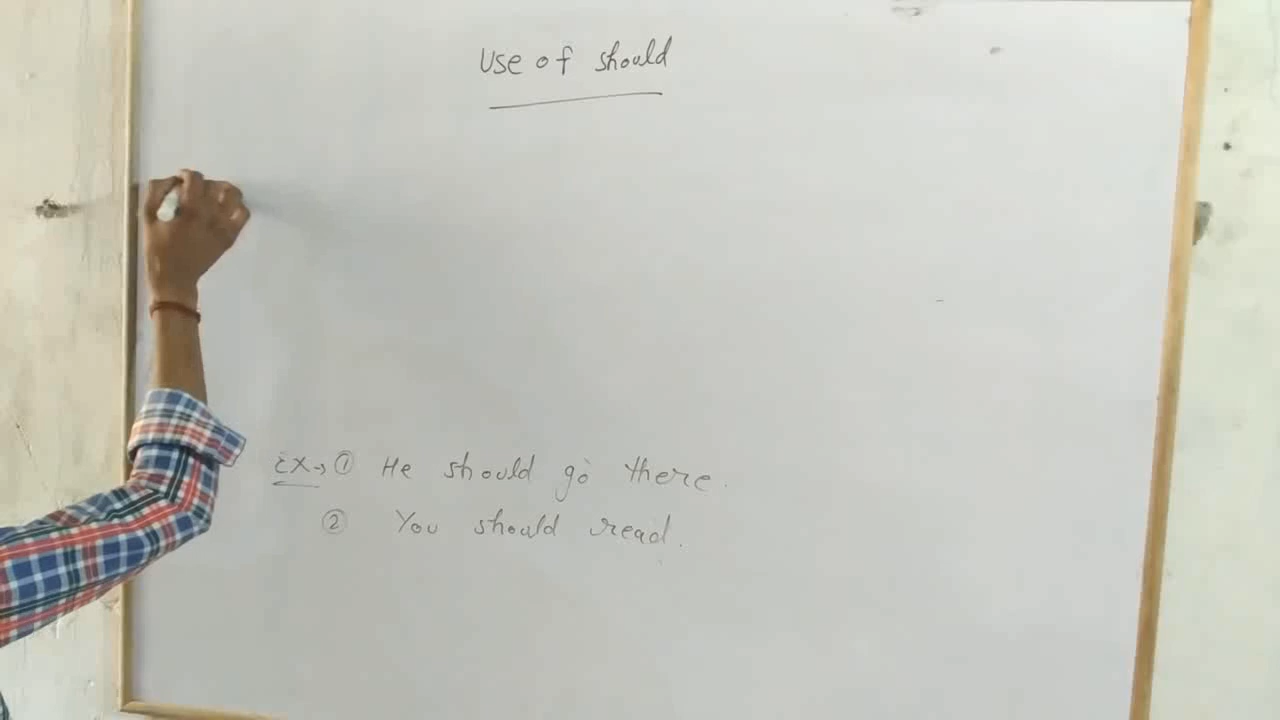 Use of should
Ex→ ① He should go there.
② You should read.